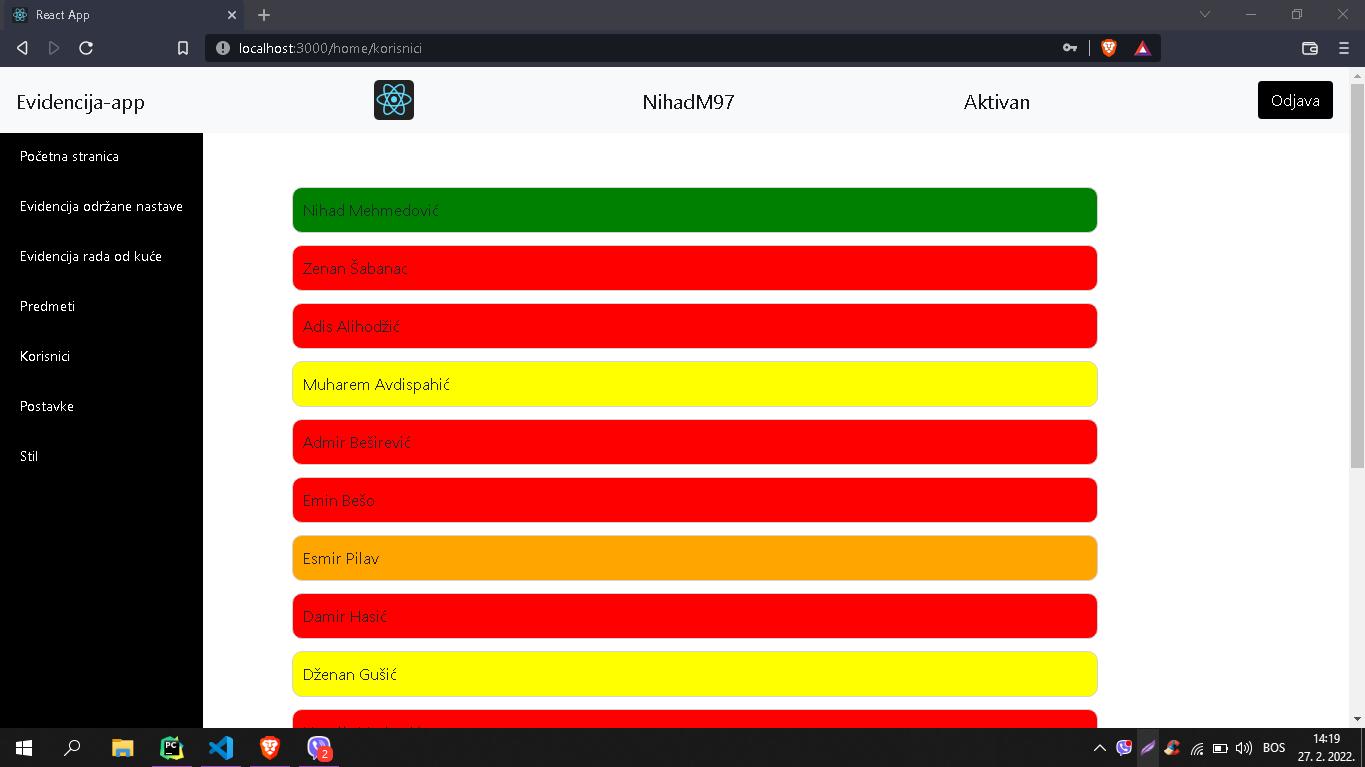 React App
localhost:3000/home/korisnici
Evidencija-app
NihadM97
Aktivan
Odjava
Početna stranica
Evidencija održane nastave
Evidencija rada od kuće
Predmeti
Korisnici
Postavke
Stil
Nihad Mehmedović
Zenan Šabanac
Adis Alihodžić
Muharem Avdispahić
Admir Beširević
Emin Bešo
Esmir Pilav
Damir Hasić
Dženan Gušić
PC
2
BOS
14:19
27. 2. 2022.